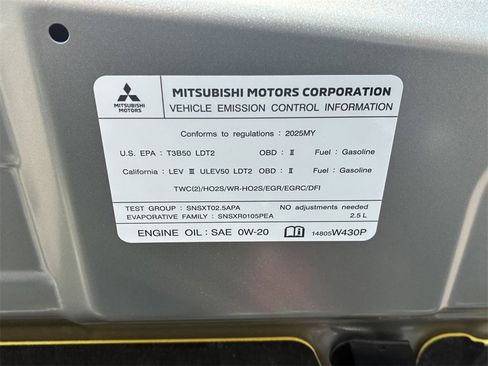 MITSUBISHI MOTORS CORPORATION
MITSUBISHI
MOTORS
VEHICLE EMISSION CONTROL INFORMATION
Conforms to regulations : 2025MY
U.S. EPA : T3B50 LDT2 OBD : II Fuel : Gasoline
California : LEV III ULEV50 LDT2 OBD : II Fuel : Gasoline
TWC(2)/HO2S/WR-HO2S/EGR/EGRC/DFI
TEST GROUP : SNSXT02.5APA NO adjustments needed
EVAPORATIVE FAMILY : SNSXR0105PEA 2.5 L
ENGINE OIL : SAE 0W-20 14805W430P